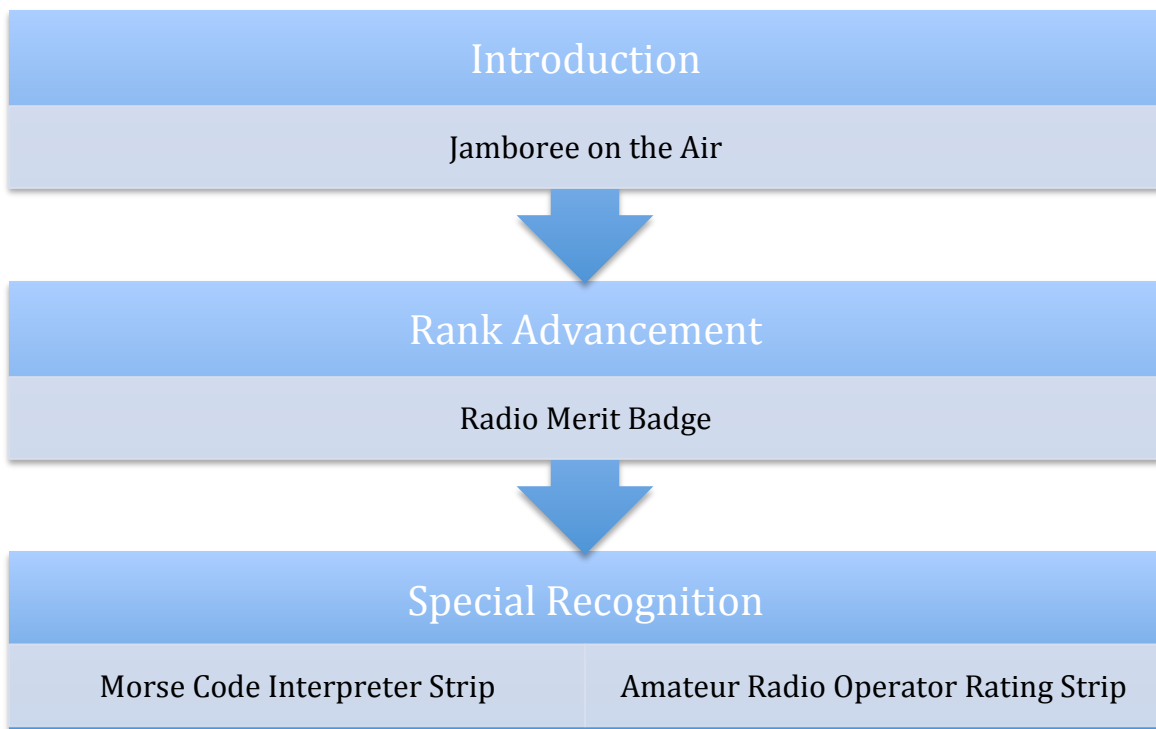 Introduction
Jamboree on the Air
Rank Advancement
Radio Merit Badge
Special Recognition
Morse Code Interpreter Strip
Amateur Radio Operator Rating Strip